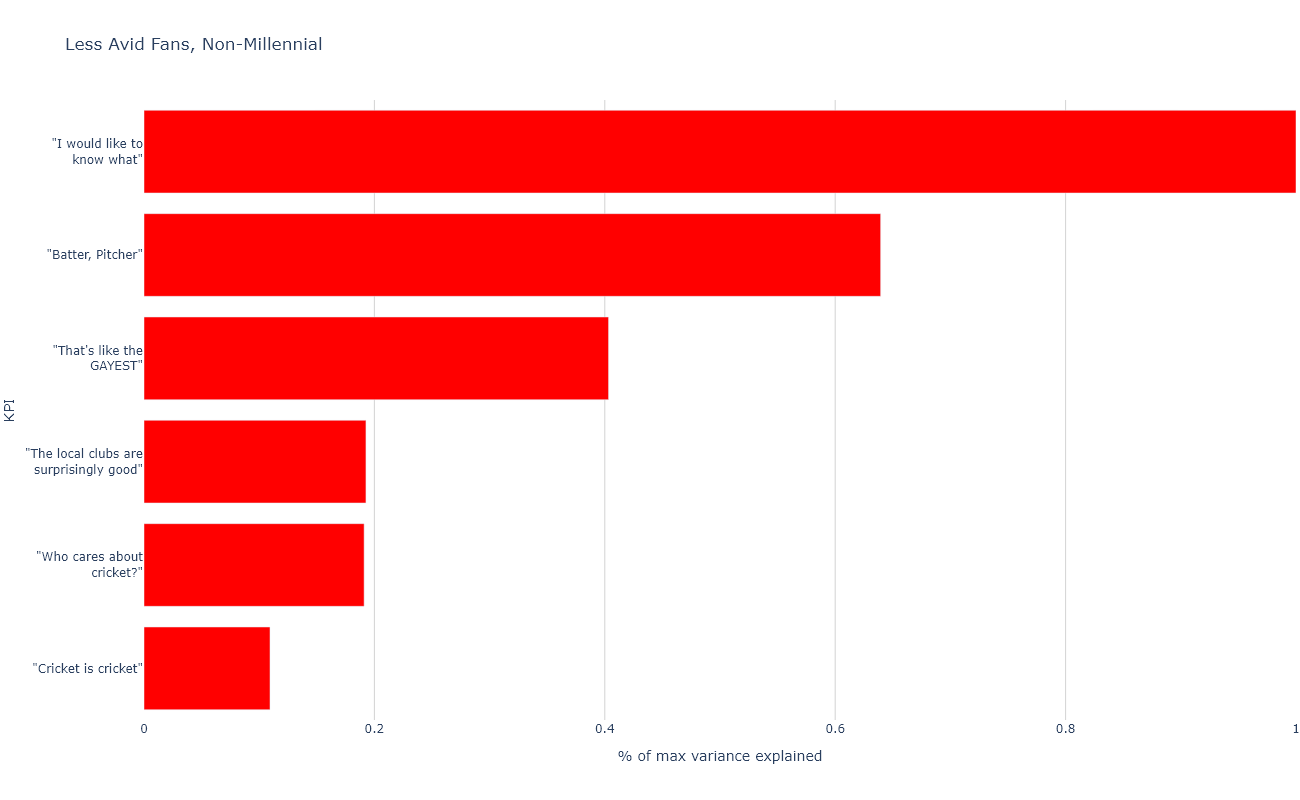 Less Avid Fans, Non-Millennial
"I would like to
know what"
"Batter, Pitcher"
"That's like the
GAYEST"
"The local clubs are
surprisingly good"
"Who cares about
cricket?"
"Cricket is cricket"
KPI
0 0.2 0.4 0.6 0.8 1
% of max variance explained